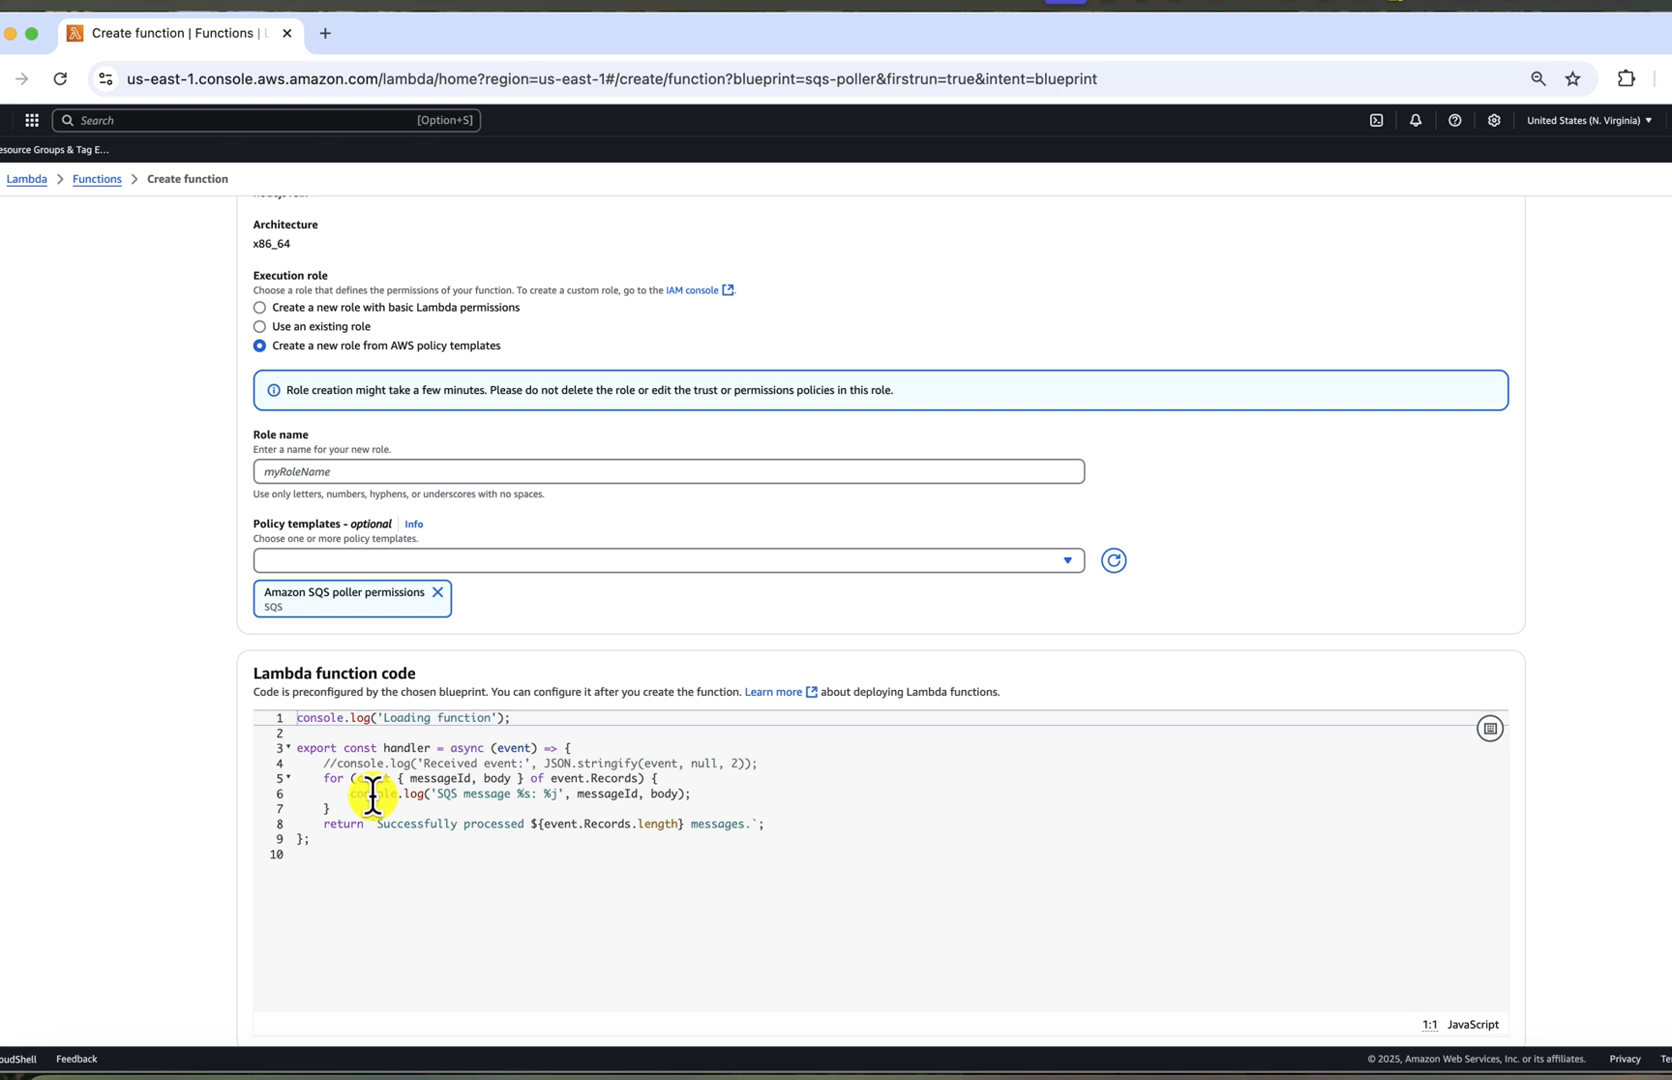 Create function | Functions |
us-east-1.console.aws.amazon.com/lambda/home?region=us-east-1#/create/function?blueprint=sqs-poller&firstrun=true&intent=blueprint
Search [Option+S] United States (N. Virginia)
esource Groups & Tag E...
Lambda > Functions > Create function
Architecture
x86_64
Execution role
Choose a role that defines the permissions of your function. To create a custom role, go to the IAM console.
Create a new role with basic Lambda permissions
Use an existing role
Create a new role from AWS policy templates
Role creation might take a few minutes. Please do not delete the role or edit the trust or permissions policies in this role.
Role name
Enter a name for your new role.
myRoleName
Use only letters, numbers, hyphens, or underscores with no spaces.
Policy templates - optional Info
Choose one or more policy templates.
Amazon SQS poller permissions
SQS
Lambda function code
Code is preconfigured by the chosen blueprint. You can configure it after you create the function. Learn more about deploying Lambda functions.
1 console.log('Loading function');
2
3 export const handler = async (event) => {
4 //console.log('Received event:', JSON.stringify(event, null, 2));
5 for ( { messageId, body } of event.Records) {
6 console.log('SQS message %s: %j', messageId, body);
7 }
8 return `Successfully processed ${event.Records.length} messages.`;
9 };
10
1:1 JavaScript
oudShell Feedback © 2025, Amazon Web Services, Inc. or its affiliates. Privacy Te